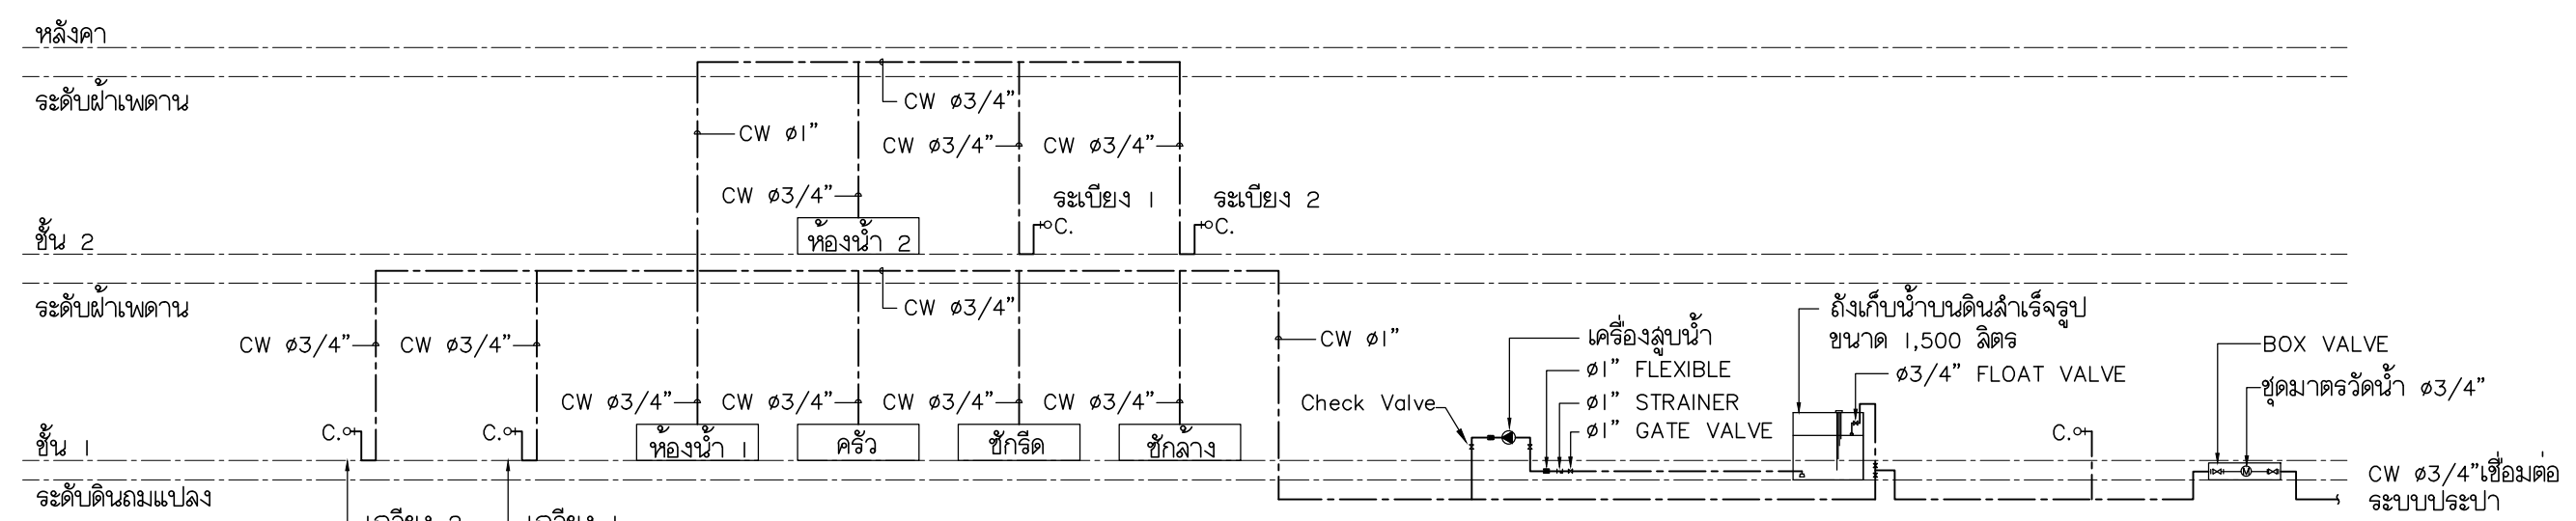 หลังคา
ระดับฝ้าเพดาน
CW ø3/4”
CW ø1”
CW ø3/4”
CW ø3/4”
CW ø3/4”
ระเบียง 1
ระเบียง 2
C.
C.
ห้องน้ำ 2
ชั้น 2
ระดับฝ้าเพดาน
CW ø3/4”
CW ø3/4”
CW ø3/4”
CW ø1”
เครื่องสูบน้ำ
ø1” FLEXIBLE
ø1” STRAINER
ø1” GATE VALVE
Check Valve
ถังเก็บน้ำบนดินสำเร็จรูป
ขนาด 1,500 ลิตร
ø3/4” FLOAT VALVE
BOX VALVE
ชุดมาตรวัดน้ำ ø3/4”
CW ø3/4”
CW ø3/4”
CW ø3/4”
CW ø3/4”
C.
C.
C.
ห้องน้ำ 1
ครัว
ซักรีด
ซักล้าง
ชั้น 1
M
CW ø3/4”เชื่อมต่อ
ระบบประปา
ระดับดินถมแปลง